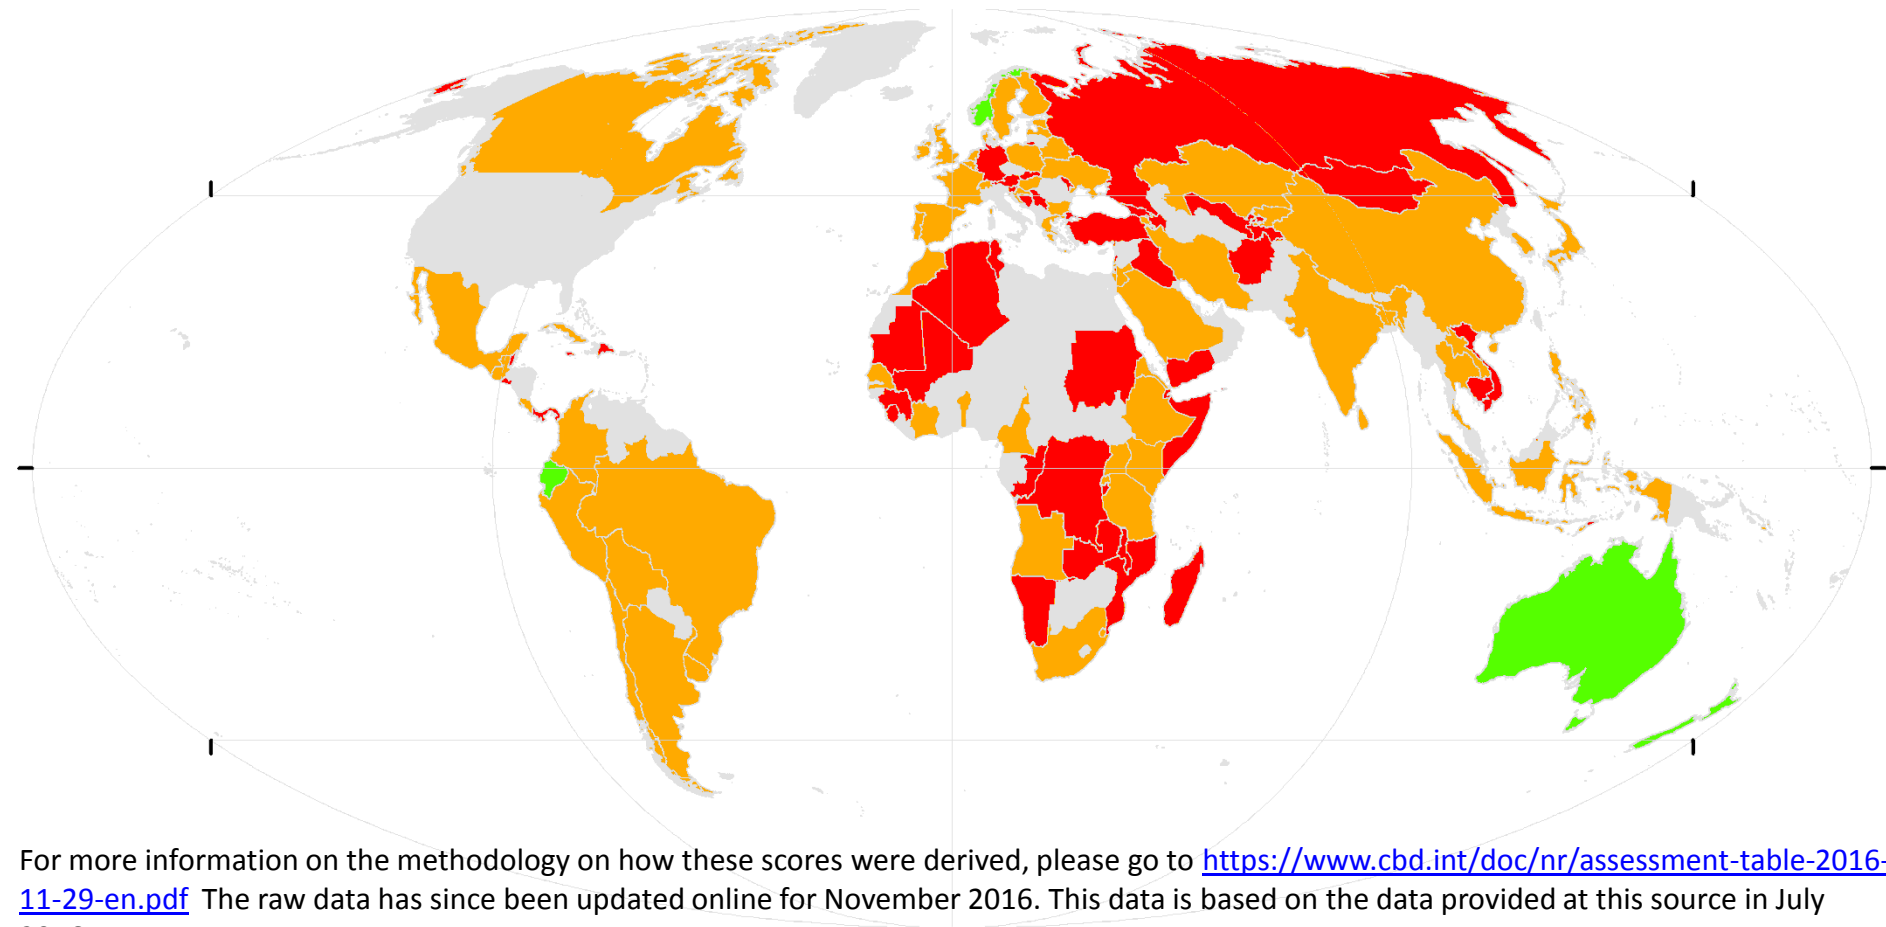 For more information on the methodology on how these scores were derived, please go to https://www.cbd.int/doc/nr/assessment-table-2016-
11-29-en.pdf The raw data has since been updated online for November 2016. This data is based on the data provided at this source in July